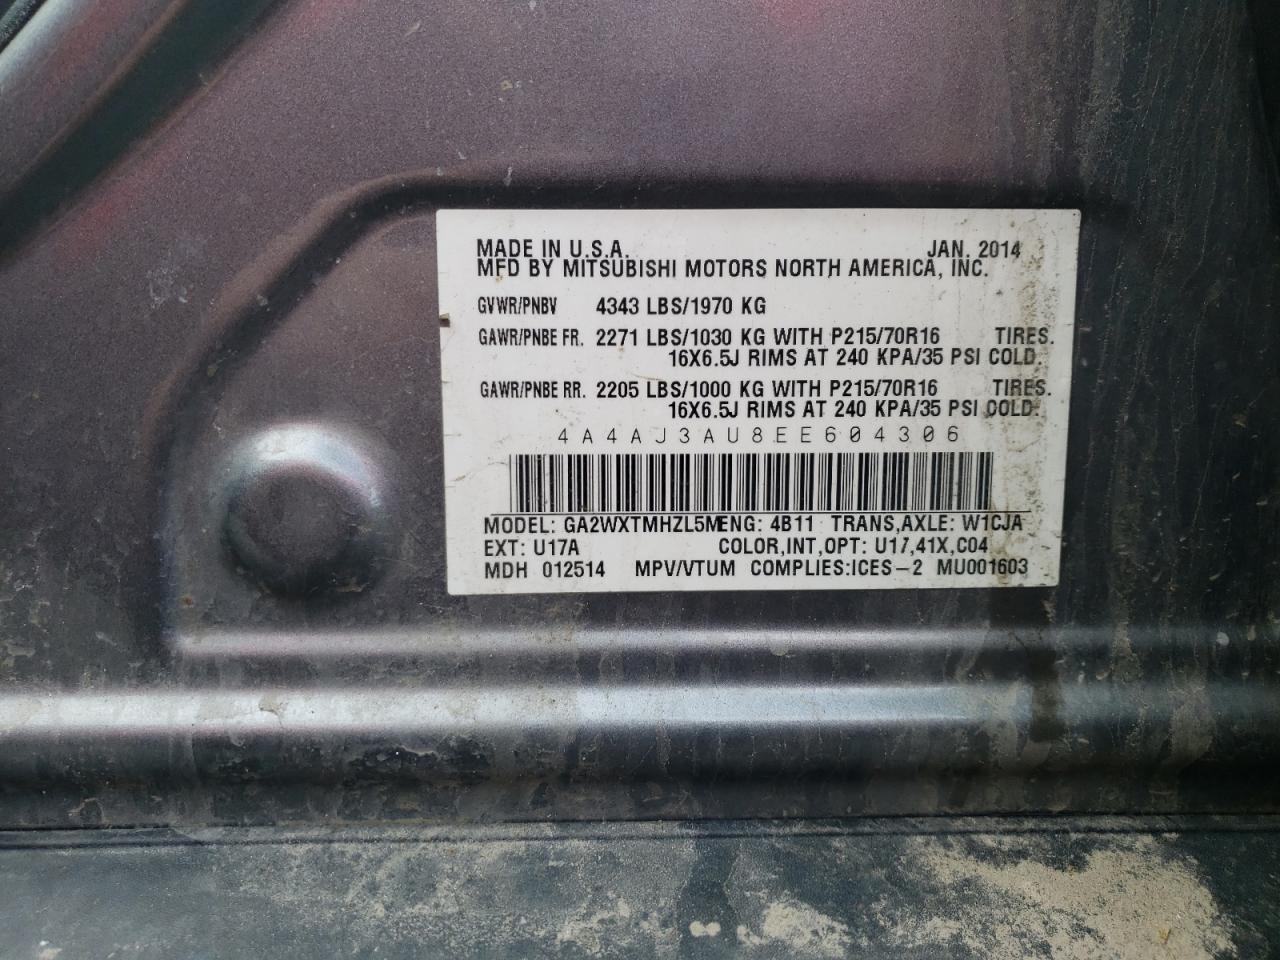 MADE IN U.S.A. JAN. 2014
MFD BY MITSUBISHI MOTORS NORTH AMERICA, INC.
GVWR/PNBV 4343 LBS/1970 KG
GAWR/PNBE FR. 2271 LBS/1030 KG WITH P215/70R16 TIRES.
16X6.5J RIMS AT 240 KPA/35 PSI COLD.
GAWR/PNBE RR. 2205 LBS/1000 KG WITH P215/70R16 TIRES.
16X6.5J RIMS AT 240 KPA/35 PSI COLD.
4A4AJ3AU8EE604306
MODEL: GA2WXTMHZL5M ENG: 4B11 TRANS,AXLE: W1CJA
EXT: U17A COLOR,INT,OPT: U17,41X,C04
MDH 012514 MPV/VTUM COMPLIES:ICES-2 MU001603